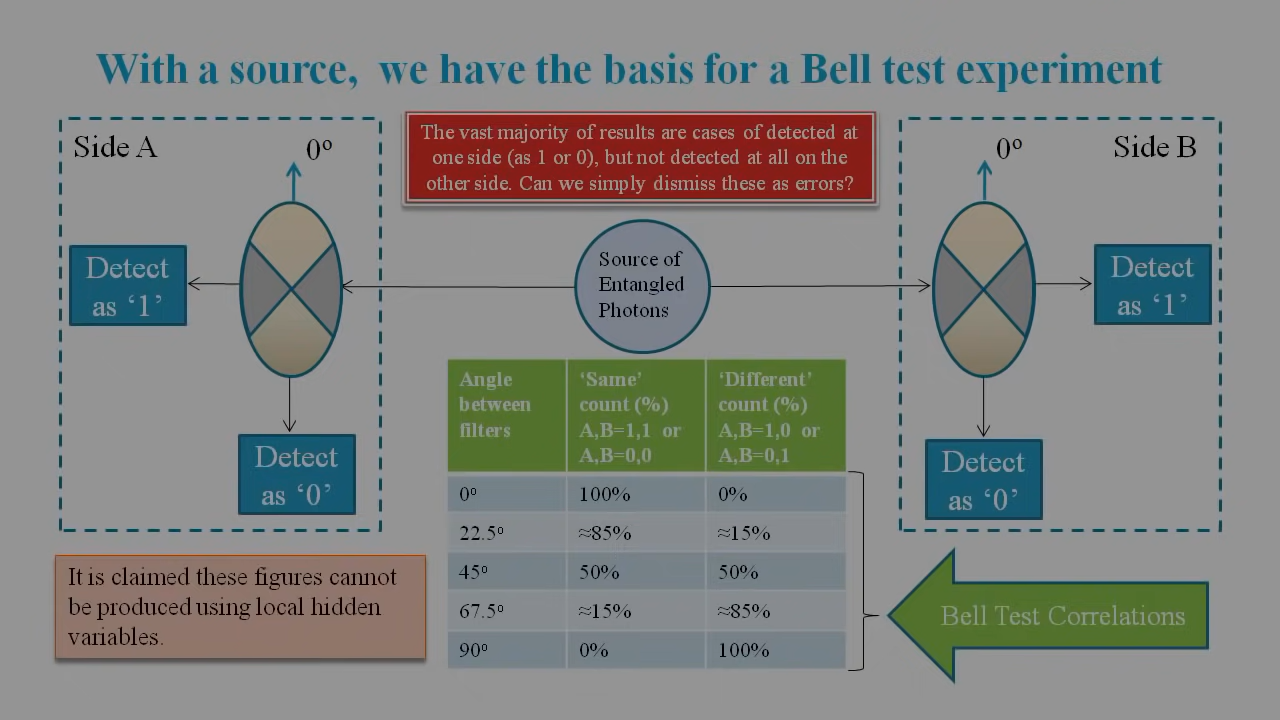 With a source,  we have the basis for a Bell test experiment
Side A
0º
The vast majority of results are cases of detected at
one side (as 1 or 0), but not detected at all on the
other side. Can we simply dismiss these as errors?
0º
Side B
Detect
as ‘1’
Source of
Entangled
Photons
Detect
as ‘1’
Detect
as ‘0’
Detect
as ‘0’
Angle
between
filters
‘Same’
count (%)
A,B=1,1  or
A,B=0,0
‘Different’
count (%)
A,B=1,0  or
A,B=0,1
0º 100% 0%
22.5º ≈85% ≈15%
45º 50% 50%
67.5º ≈15% ≈85%
90º 0% 100%
It is claimed these figures cannot
be produced using local hidden
variables.
Bell Test Correlations